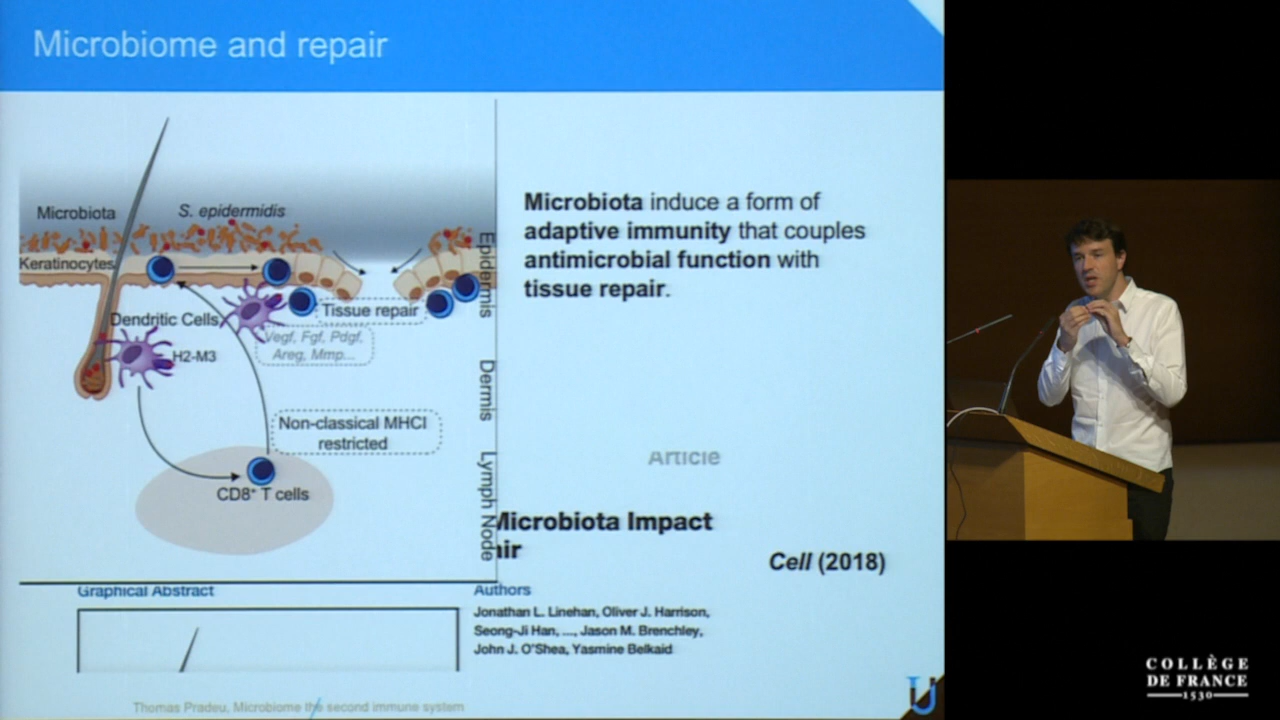 Microbiome and repair
Microbiota
S. epidermidis
Keratinocytes
Dendritic Cells
H2-M3
Tissue repair
Vegf, Fgf, Pdgf,
Areg, Mmp...
Non-classical MHCI
restricted
CD8+ T cells
Epidermis
Dermis
Lymph Node
Microbiota induce a form of
adaptive immunity that couples
antimicrobial function with
tissue repair.
Article
Microbiota Impact
air
Cell (2018)
Graphical Abstract
Authors
Jonathan L. Linehan, Oliver J. Harrison,
Seong-Ji Han, ..., Jason M. Brenchley,
John J. O'Shea, Yasmine Belkaid
Thomas Pradeu, Microbiome the second immune system
U
COLLÈGE
DE FRANCE
1530